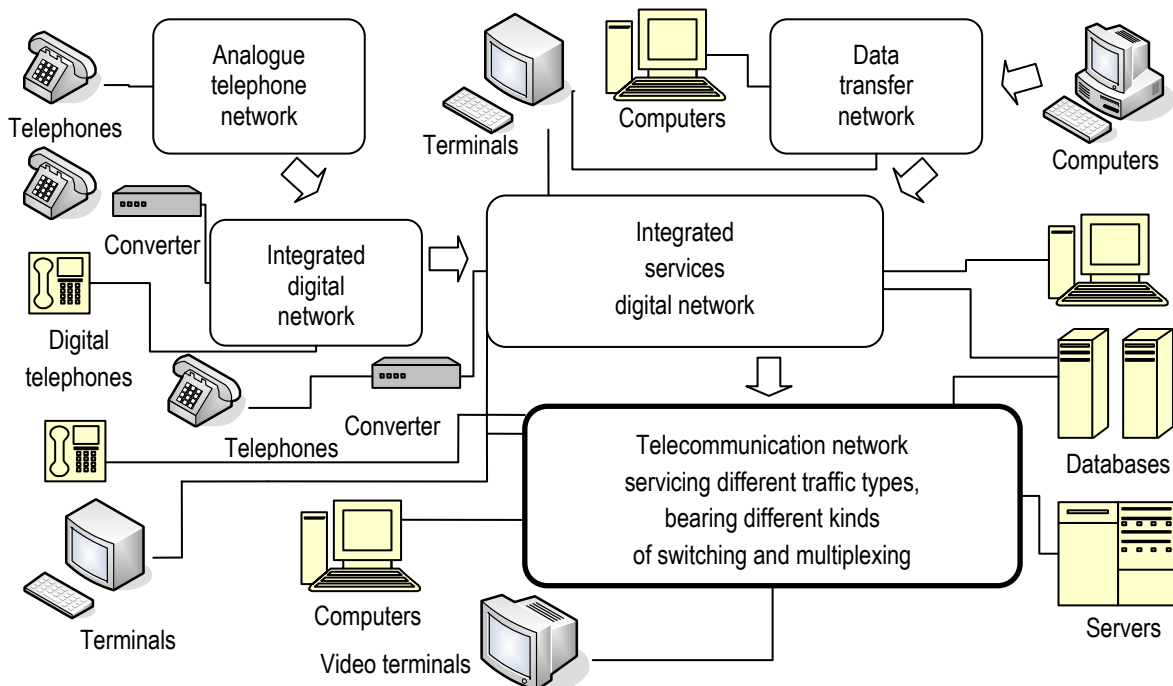 Analogue
telephone
network
Telephones
Terminals
Computers
Data
transfer
network
Computers
Converter
Integrated
digital
network
Integrated
services
digital network
Digital
telephones
Telephones
Converter
Telecommunication network
servicing different traffic types,
bearing different kinds
of switching and multiplexing
Databases
Terminals
Computers
Video terminals
Servers